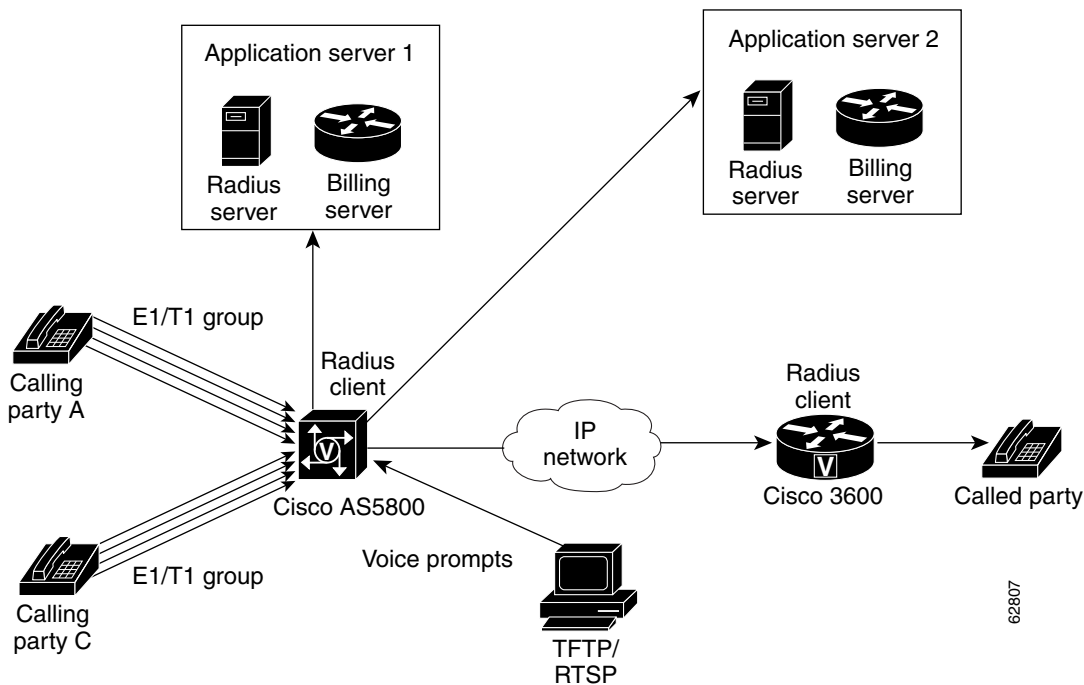 Application server 1
Radius
server
Billing
server
Application server 2
Radius
server
Billing
server
E1/T1 group
Calling
party A
Radius
client
V
Cisco AS5800
IP
network
Radius
client
V
Cisco 3600
Called party
E1/T1 group
Calling
party C
Voice prompts
TFTP/
RTSP
62807